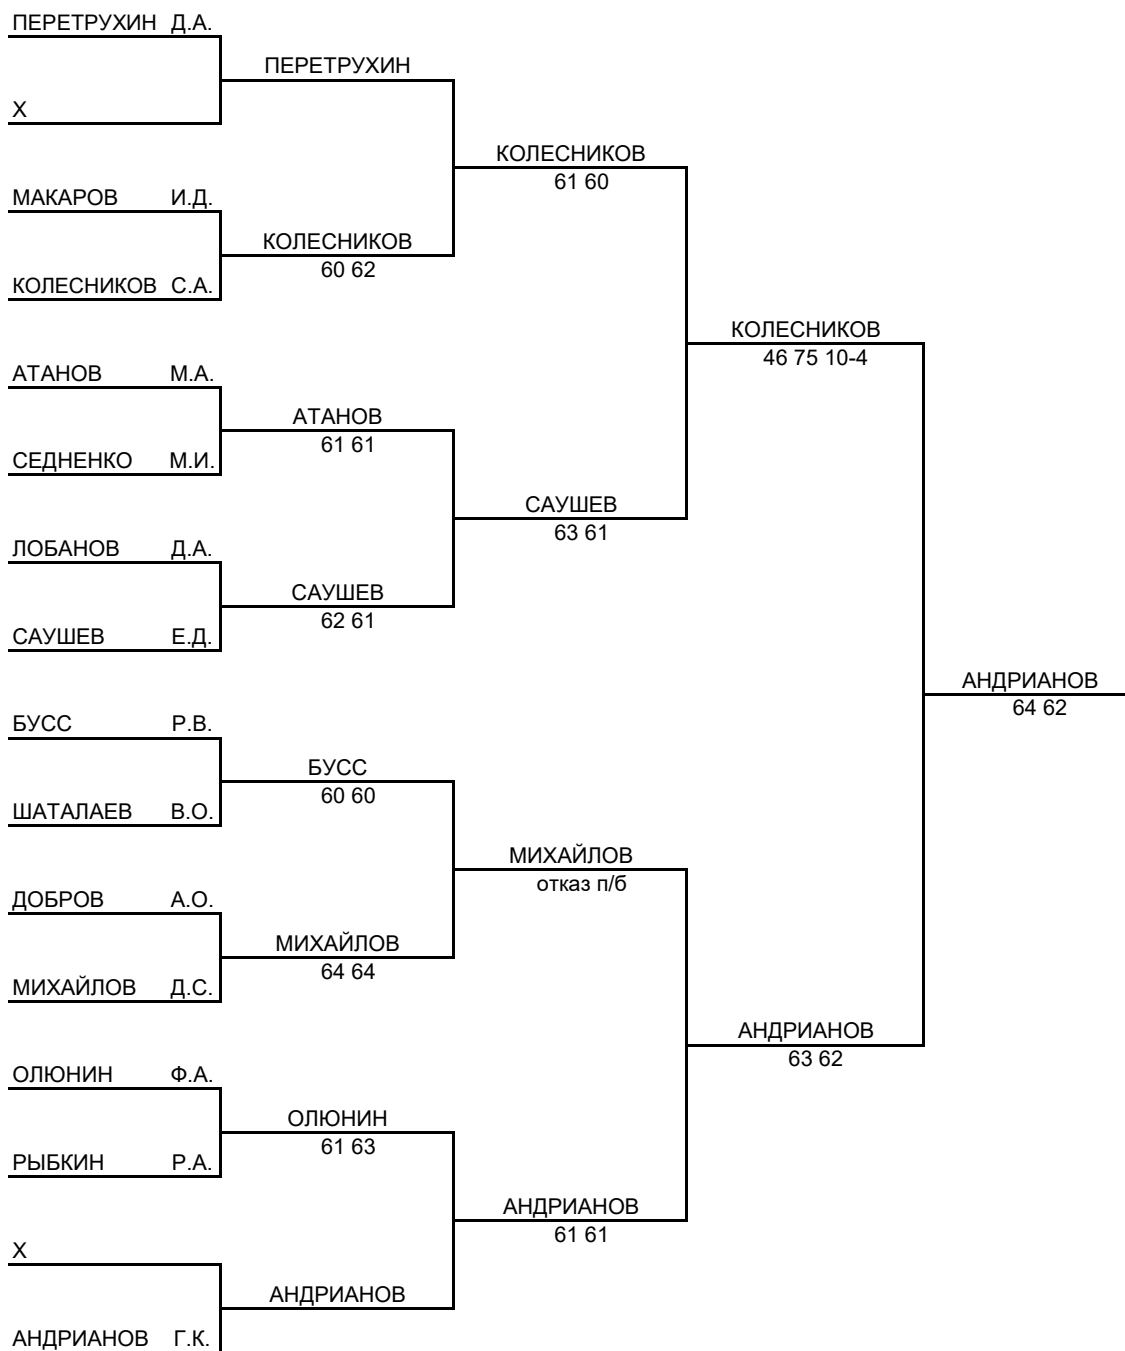 ПЕРЕТРУХИН Д.А.
ПЕРЕТРУХИН
Х
КОЛЕСНИКОВ
61 60
МАКАРОВ И.Д.
КОЛЕСНИКОВ
60 62
КОЛЕСНИКОВ С.А.
КОЛЕСНИКОВ
46 75 10-4
АТАНОВ М.А.
АТАНОВ
61 61
СЕДНЕНКО М.И.
САУШЕВ
63 61
ЛОБАНОВ Д.А.
САУШЕВ
62 61
САУШЕВ Е.Д.
АНДРИАНОВ
64 62
БУСС Р.В.
БУСС
60 60
ШАТАЛАЕВ В.О.
МИХАЙЛОВ
отказ п/б
ДОБРОВ А.О.
МИХАЙЛОВ
64 64
МИХАЙЛОВ Д.С.
АНДРИАНОВ
63 62
ОЛЮНИН Ф.А.
ОЛЮНИН
61 63
РЫБКИН Р.А.
АНДРИАНОВ
61 61
Х
АНДРИАНОВ
АНДРИАНОВ Г.К.